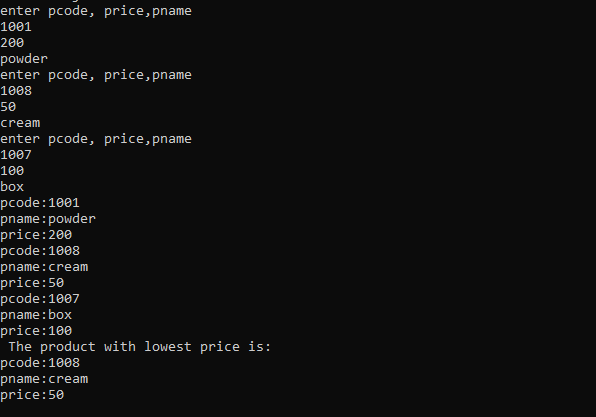 enter pcode, price,pname
1001
200
powder
enter pcode, price,pname
1008
50
cream
enter pcode, price,pname
1007
100
box
pcode:1001
pname:powder
price:200
pcode:1008
pname:cream
price:50
pcode:1007
pname:box
price:100
 The product with lowest price is:
pcode:1008
pname:cream
price:50